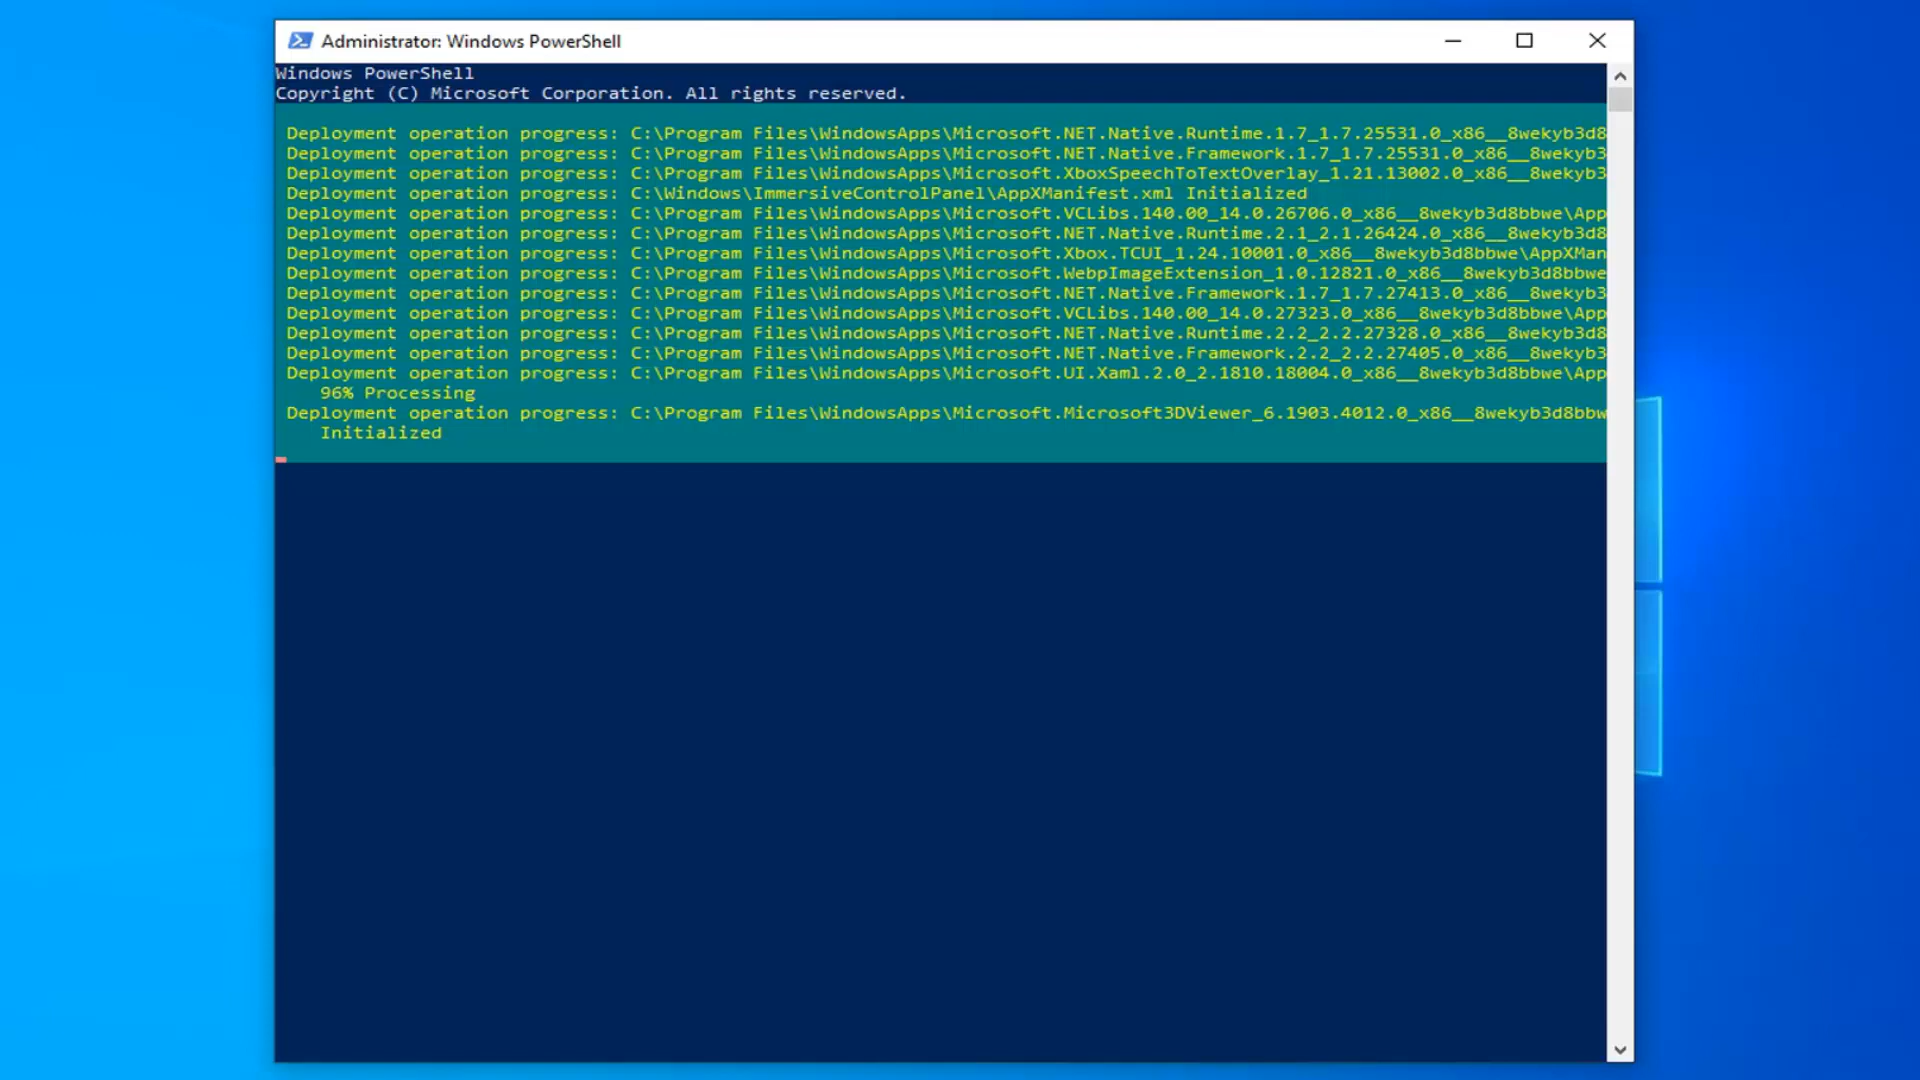 Administrator: Windows PowerShell
Windows PowerShell
Copyright (C) Microsoft Corporation. All rights reserved.
Deployment operation progress: C:\Program Files\WindowsApps\Microsoft.NET.Native.Runtime.1.7_1.7.25531.0_x86__8wekyb3d8
Deployment operation progress: C:\Program Files\WindowsApps\Microsoft.NET.Native.Framework.1.7_1.7.25531.0_x86__8wekyb3
Deployment operation progress: C:\Program Files\WindowsApps\Microsoft.XboxSpeechToTextOverlay_1.21.13002.0_x86__8wekyb3
Deployment operation progress: C:\Windows\ImmersiveControlPanel\AppXManifest.xml Initialized
Deployment operation progress: C:\Program Files\WindowsApps\Microsoft.VCLibs.140.00_14.0.26706.0_x86__8wekyb3d8bbwe\App
Deployment operation progress: C:\Program Files\WindowsApps\Microsoft.NET.Native.Runtime.2.1_2.1.26424.0_x86__8wekyb3d8
Deployment operation progress: C:\Program Files\WindowsApps\Microsoft.Xbox.TCUI_1.24.10001.0_x86__8wekyb3d8bbwe\AppXMan
Deployment operation progress: C:\Program Files\WindowsApps\Microsoft.WebpImageExtension_1.0.12821.0_x86__8wekyb3d8bbwe
Deployment operation progress: C:\Program Files\WindowsApps\Microsoft.NET.Native.Framework.1.7_1.7.27413.0_x86__8wekyb3
Deployment operation progress: C:\Program Files\WindowsApps\Microsoft.VCLibs.140.00_14.0.27323.0_x86__8wekyb3d8bbwe\App
Deployment operation progress: C:\Program Files\WindowsApps\Microsoft.NET.Native.Runtime.2.2_2.2.27328.0_x86__8wekyb3d8
Deployment operation progress: C:\Program Files\WindowsApps\Microsoft.NET.Native.Framework.2.2_2.2.27405.0_x86__8wekyb3
Deployment operation progress: C:\Program Files\WindowsApps\Microsoft.UI.Xaml.2.0_2.1810.18004.0_x86__8wekyb3d8bbwe\App
96% Processing
Deployment operation progress: C:\Program Files\WindowsApps\Microsoft.Microsoft3DViewer_6.1903.4012.0_x86__8wekyb3d8bbw
Initialized